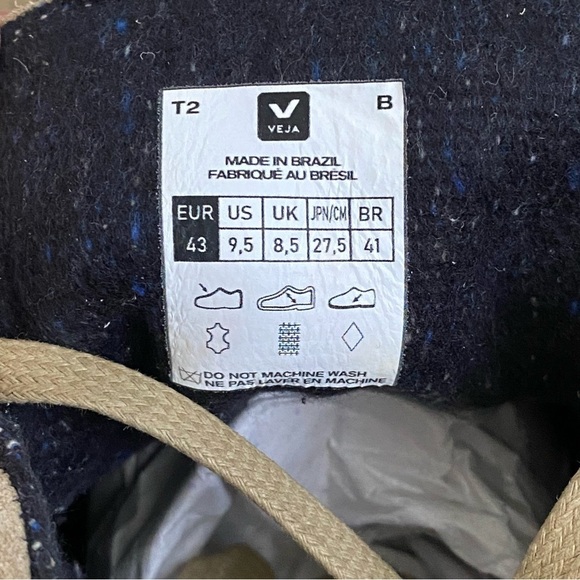 T2 B
VEJA
MADE IN BRAZIL
FABRIQUÉ AU BRÉSIL
EUR US UK JPN/CM BR
43 9,5 8,5 27,5 41
DO NOT MACHINE WASH
NE PAS LAVER EN MACHINE